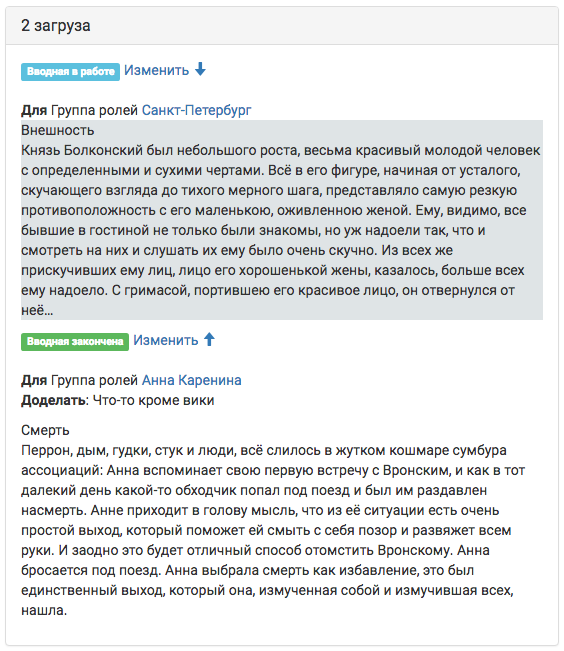 2 загруза
Вводная в работе Изменить
Для Группа ролей Санкт-Петербург
Внешность
Князь Болконский был небольшого роста, весьма красивый молодой человек
с определенными и сухими чертами. Всё в его фигуре, начиная от усталого,
скучающего взгляда до тихого мерного шага, представляло самую резкую
противоположность с его маленькою, оживленною женой. Ему, видимо, все
бывшие в гостиной не только были знакомы, но уж надоели так, что и
смотреть на них и слушать их ему было очень скучно. Из всех же
прискучивших ему лиц, лицо его хорошенькой жены, казалось, больше всех
ему надоело. С гримасой, портившею его красивое лицо, он отвернулся от
неё...
Вводная закончена Изменить
Для Группа ролей Анна Каренина
Доделать: Что-то кроме вики
Смерть
Перрон, дым, гудки, стук и люди, всё слилось в жутком кошмаре сумбура
ассоциаций: Анна вспоминает свою первую встречу с Вронским, и как в тот
далекий день какой-то обходчик попал под поезд и был им раздавлен
насмерть. Анне приходит в голову мысль, что из её ситуации есть очень
простой выход, который поможет ей смыть с себя позор и развяжет всем
руки. И заодно это будет отличный способ отомстить Вронскому. Анна
бросается под поезд. Анна выбрала смерть как избавление, это был
единственный выход, который она, измученная собой и измучившая всех,
нашла.